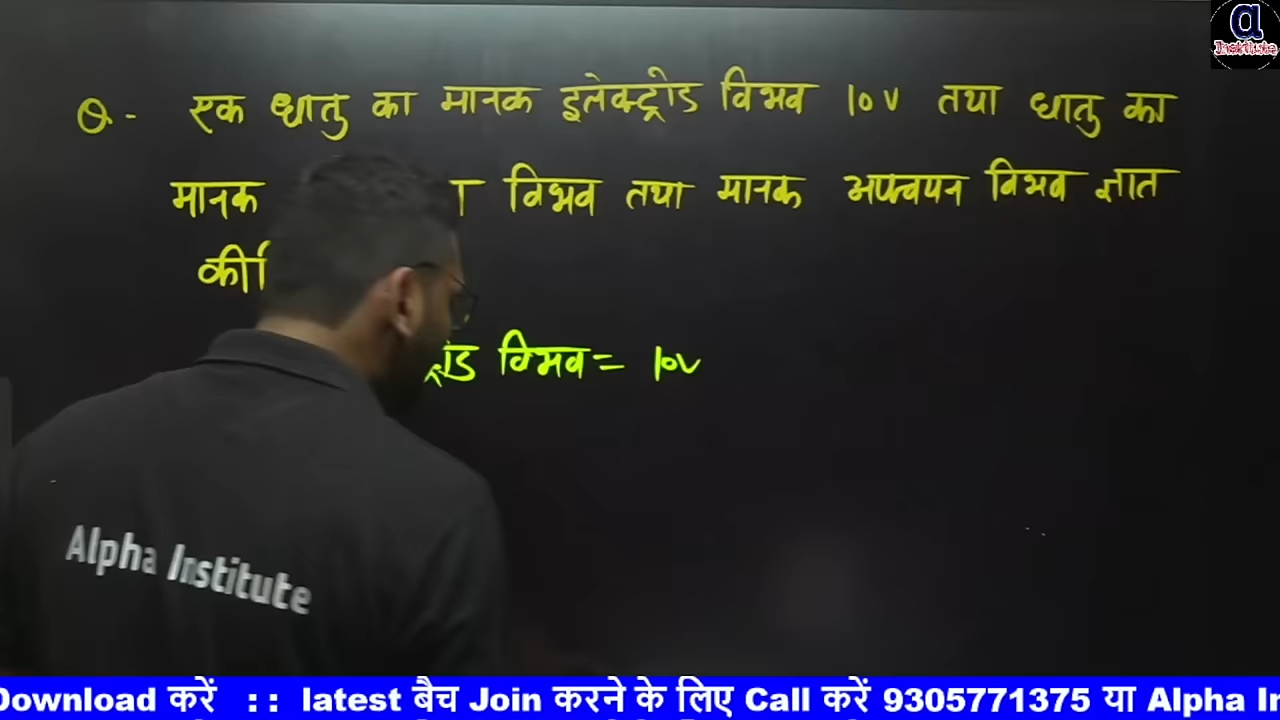 α
Institute
Q- एक धातु का मानक इलेक्ट्रोड विभव 10V तथा धातु का
मानक विभव तथा मानक अपचयन विभव ज्ञात
विभव = 10V
Alpha Institute
Download करें :: latest बैच Join करने के लिए Call करें 9305771375 या Alpha In